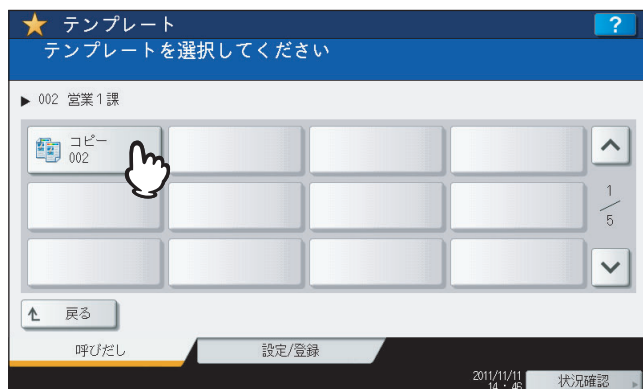 テンプレート
?
テンプレートを選択してください
▶ 002 営業1課
コピー
002
1
/
5
戻る
呼びだし
設定/登録
2011/11/11
14 : 46
状況確認